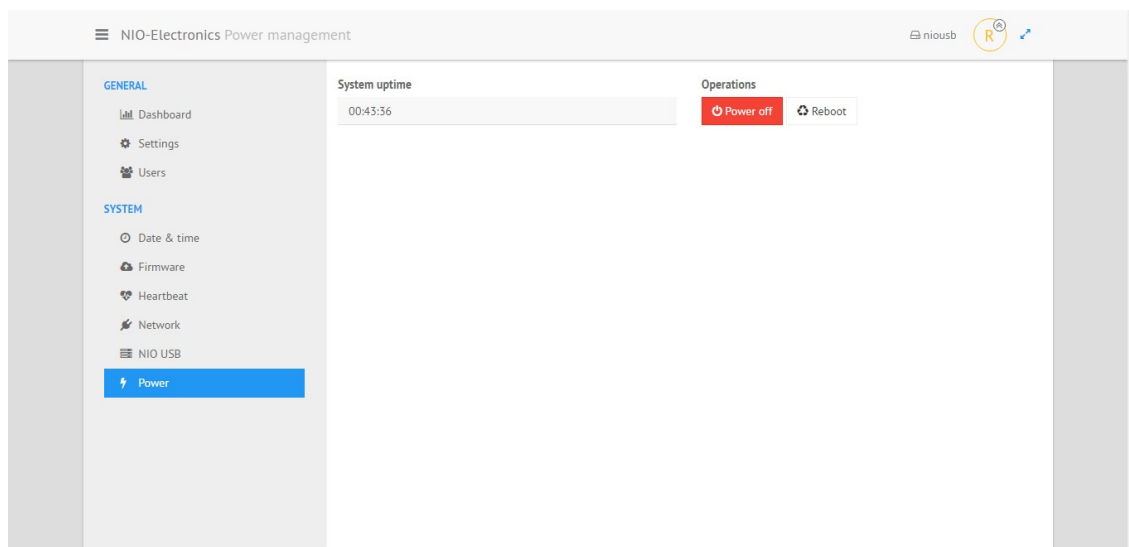 NIO-Electronics Power management
niousb
R
GENERAL
Dashboard
Settings
Users
SYSTEM
Date & time
Firmware
Heartbeat
Network
NIO USB
Power
System uptime
00:43:36
Operations
Power off
Reboot